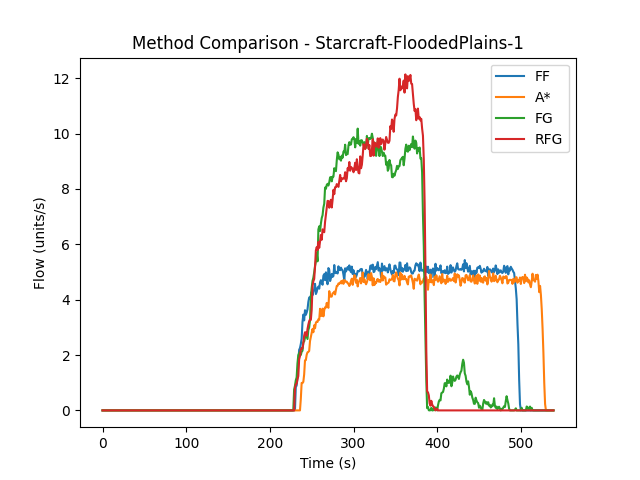 Method Comparison - Starcraft-FloodedPlains-1
FF
A*
FG
RFG
Flow (units/s)
12
10
8
6
4
2
0
0 100 200 300 400 500
Time (s)